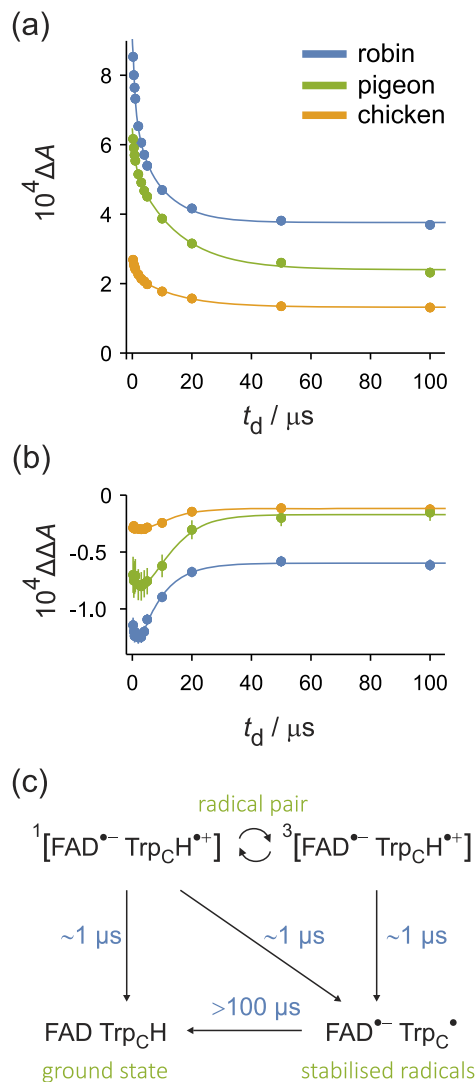 (a)
robin
pigeon
chicken
10⁴ΔA
8
6
4
2
0
0 20 40 60 80 100
t_d / μs
(b)
10⁴ΔΔA
0
-0.5
-1.0
0 20 40 60 80 100
t_d / μs
(c)
radical pair
¹[FAD•⁻ Trp_CH•⁺] ³[FAD•⁻ Trp_CH•⁺]
~1 μs ~1 μs ~1 μs
>100 μs
FAD Trp_CH FAD•⁻ Trp_C•
ground state stabilised radicals